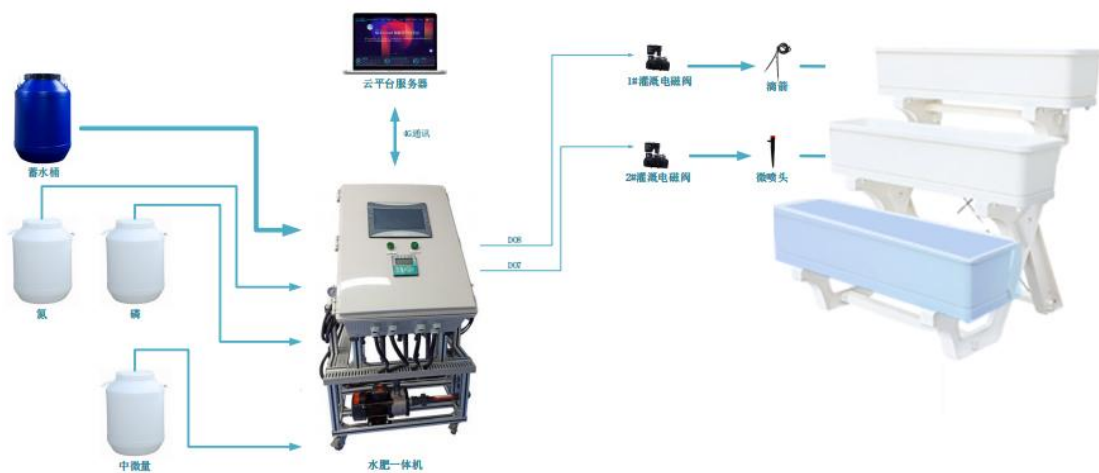 云平台服务器
4G通讯
1#灌溉电磁阀
滴箭
蓄水桶
2#灌溉电磁阀
微喷头
DO6
DO7
氮
磷
中微量
水肥一体机